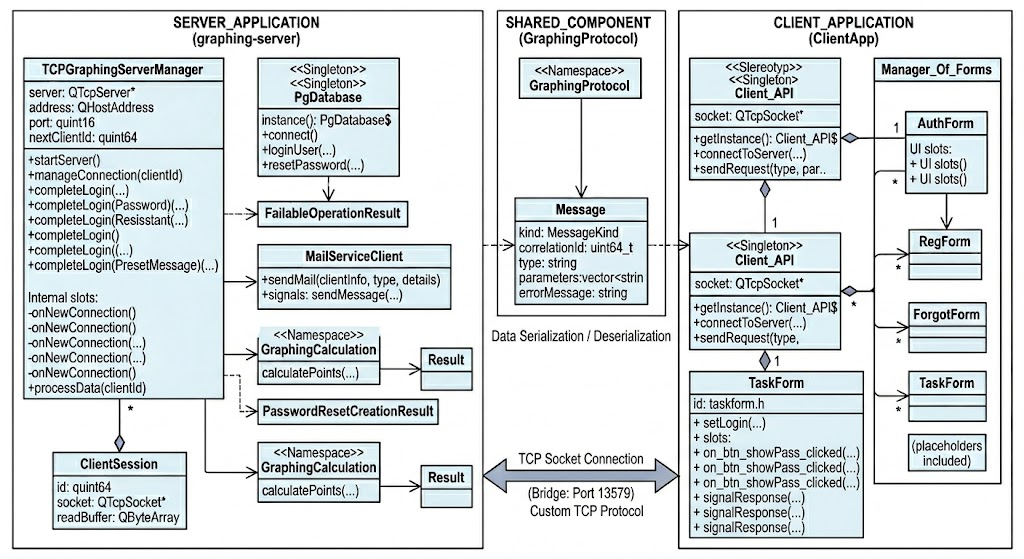 SERVER_APPLICATION
(graphing-server)
TCPGraphingServerManager
server: QTcpServer*
address: QHostAddress
port: quint16
nextClientId: quint64
+startServer()
+manageConnection(clientId)
+completeLogin(...)
+completeLogin(Password)(...)
+completeLogin(Resisstant(...)
+completeLogin()
+completeLogin((...)
+completeLogin(PresetMessage)(...)
Internal slots:
-onNewConnection()
-onNewConnection()
-onNewConnection(...)
-onNewConnection(...)
-onNewConnection()
+processData(clientId)
*
ClientSession
id: quint64
socket: QTcpSocket*
readBuffer: QByteArray
<<Singleton>>
<<Singleton>>
PgDatabase
instance(): PgDatabase$
+connect()
+loginUser(...)
+resetPassword(...)
FailableOperationResult
MailServiceClient
+sendMail(clientInfo, type, details)
+signals: sendMessage(...)
<<Namespace>>
GraphingCalculation
calculatePoints(...)
Result
PasswordResetCreationResult
<<Namespace>>
GraphingCalculation
calculatePoints(...)
Result
SHARED_COMPONENT
(GraphingProtocol)
<<Namespace>>
GraphingProtocol
Message
kind: MessageKind
correlationId: uint64_t
type: string
parameters:vector<strin
errorMessage: string
Data Serialization / Deserialization
TCP Socket Connection
(Bridge: Port 13579)
Custom TCP Protocol
CLIENT_APPLICATION
(ClientApp)
<<Slereotyp>>
<<Singleton>
Client_API
socket: QTcpSocket*
+getInstance(): Client_API$
+connectToServer(...)
+sendRequest(type, par..
1
<<Singleton>>
Client_API
socket: QTcpSocket*
+getInstance(): Client_API$
+connectToServer(...)
+sendRequest(type,
1
TaskForm
id: taskform.h
+ setLogin(...)
+ slots:
+ on_btn_showPass_clicked(...)
+ on_btn_showPass_clicked(...)
+ on_btn_showPass_clicked(...)
+ signalResponse(...)
+ signalResponse(...)
+ signalResponse(...)
Manager_Of_Forms
1
*
AuthForm
UI slots:
+ UI slots()
+ UI slots()
RegForm
*
*
ForgotForm
*
TaskForm
*
(placeholders
included)